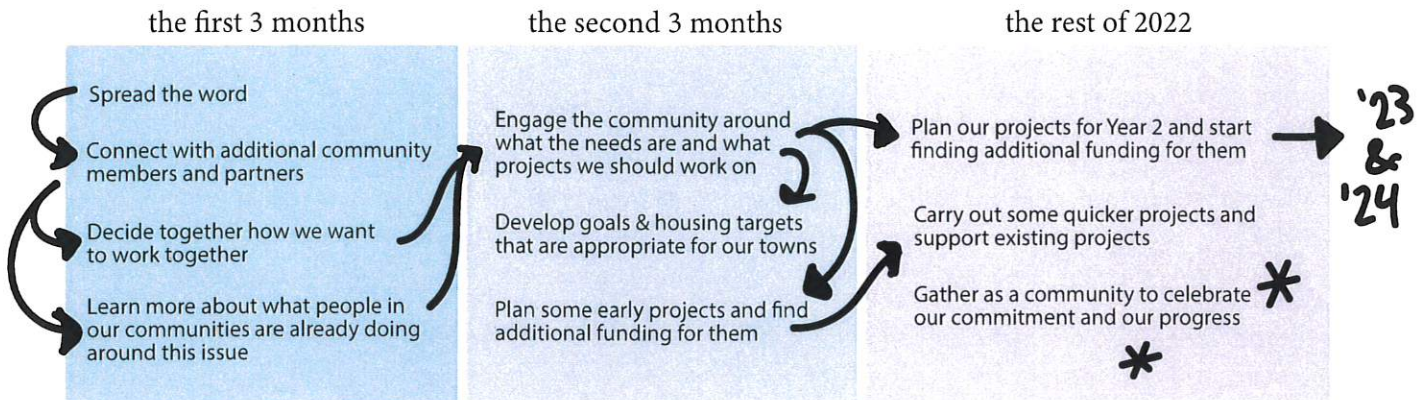 the first 3 months
Spread the word
Connect with additional community
members and partners
Decide together how we want
to work together
Learn more about what people in
our communities are already doing
around this issue
the second 3 months
Engage the community around
what the needs are and what
projects we should work on
Develop goals & housing targets
that are appropriate for our towns
Plan some early projects and find
additional funding for them
the rest of 2022
Plan our projects for Year 2 and start
finding additional funding for them
Carry out some quicker projects and
support existing projects
Gather as a community to celebrate
our commitment and our progress
'23
&
'24